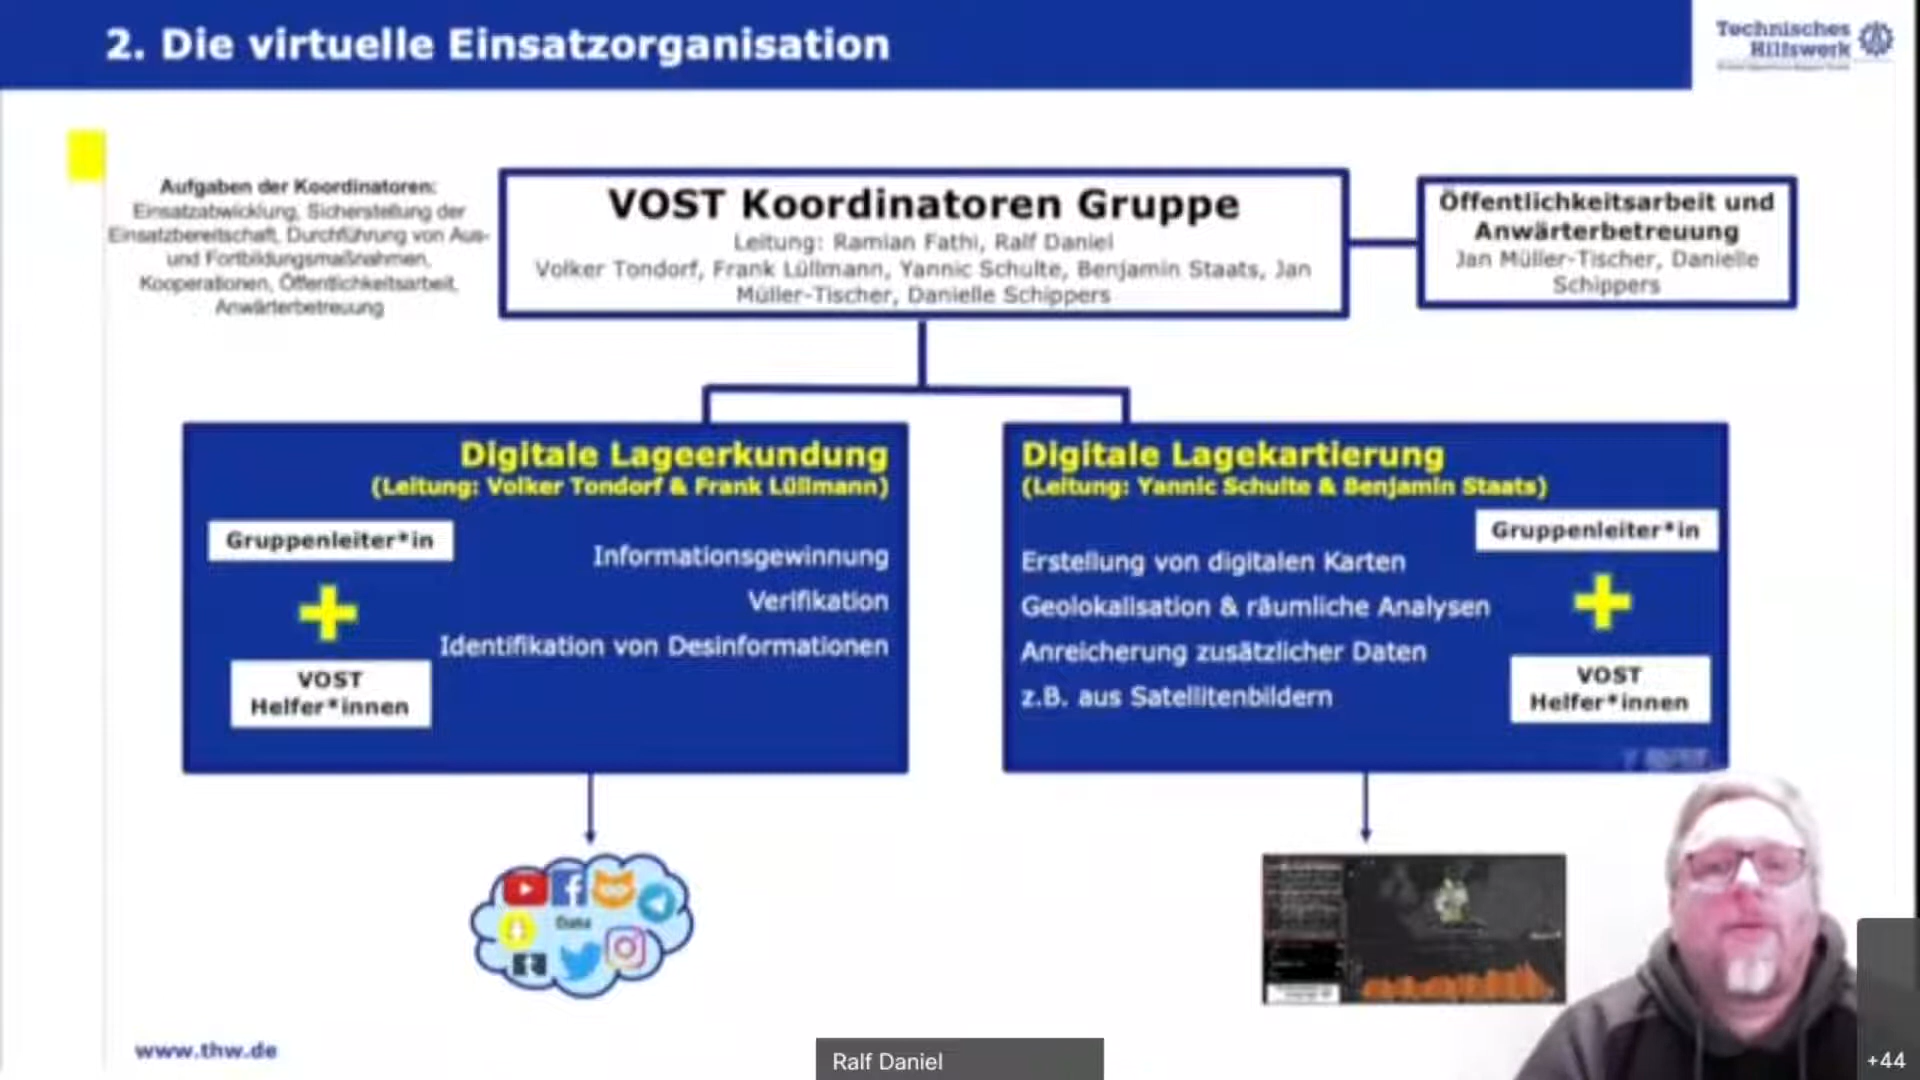 2. Die virtuelle Einsatzorganisation
Technisches
Hilfswerk
Aufgaben der Koordinatoren:
Einsatzabwicklung, Sicherstellung der
Einsatzbereitschaft, Durchführung von Aus-
und Fortbildungsmaßnahmen,
Kooperationen, Öffentlichkeitsarbeit,
Anwärterbetreuung
VOST Koordinatoren Gruppe
Leitung: Ramian Fathi, Ralf Daniel
Volker Tondorf, Frank Lüllmann, Yannic Schulte, Benjamin Staats, Jan
Müller-Tischer, Danielle Schippers
Öffentlichkeitsarbeit und
Anwärterbetreuung
Jan Müller-Tischer, Danielle
Schippers
Digitale Lageerkundung
(Leitung: Volker Tondorf & Frank Lüllmann)
Gruppenleiter*in
Informationsgewinnung
Verifikation
Identifikation von Desinformationen
VOST
Helfer*innen
Digitale Lagekartierung
(Leitung: Yannic Schulte & Benjamin Staats)
Gruppenleiter*in
Erstellung von digitalen Karten
Geolokalisation & räumliche Analysen
Anreicherung zusätzlicher Daten
z.B. aus Satellitenbildern
VOST
Helfer*innen
Data
www.thw.de
Ralf Daniel
+44